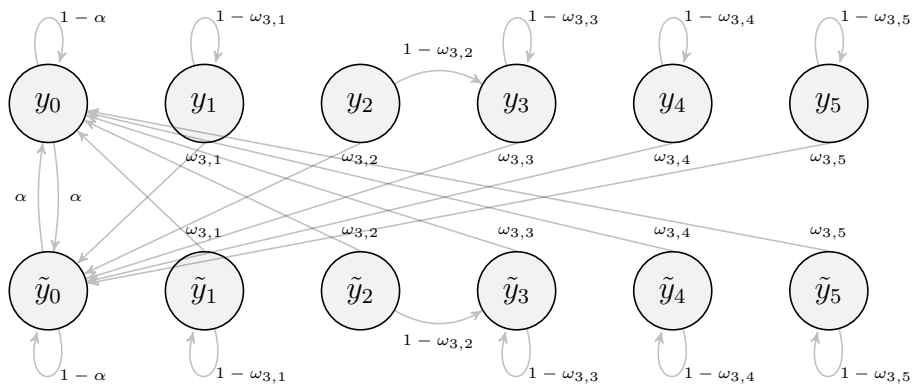 1 − α 1 − ω₃,₁ 1 − ω₃,₃ 1 − ω₃,₄ 1 − ω₃,₅
1 − ω₃,₂
y₀ y₁ y₂ y₃ y₄ y₅
ω₃,₁ ω₃,₂ ω₃,₃ ω₃,₄ ω₃,₅
α α
ω₃,₁ ω₃,₂ ω₃,₃ ω₃,₄ ω₃,₅
ỹ₀ ỹ₁ ỹ₂ ỹ₃ ỹ₄ ỹ₅
1 − ω₃,₂
1 − α 1 − ω₃,₁ 1 − ω₃,₃ 1 − ω₃,₄ 1 − ω₃,₅